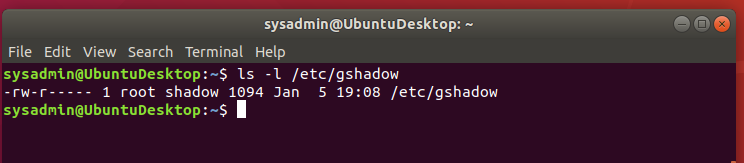 sysadmin@UbuntuDesktop: ~
File Edit View Search Terminal Help
sysadmin@UbuntuDesktop:~$ ls -l /etc/gshadow
-rw-r----- 1 root shadow 1094 Jan  5 19:08 /etc/gshadow
sysadmin@UbuntuDesktop:~$